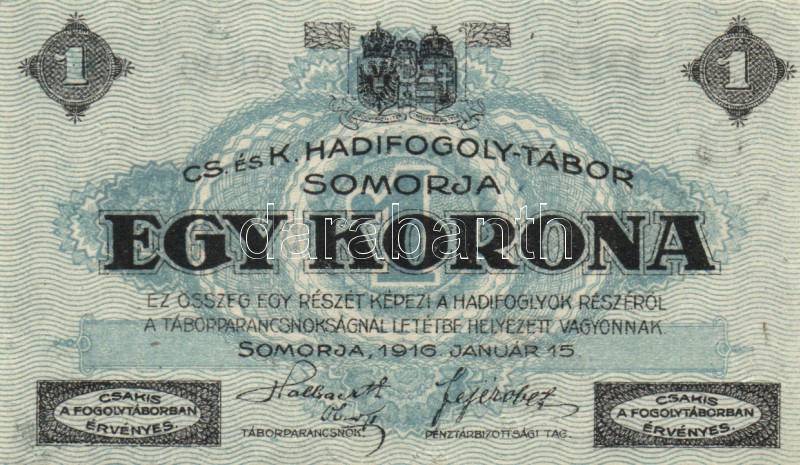 1 1
CS. ÉS K. HADIFOGOLY-TÁBOR
SOMORJA
EGY KORONA
1
darabanth
EZ ÖSSZEG EGY RÉSZÉT KÉPEZI A HADIFOGLYOK RÉSZÉRŐL
A TÁBORPARANCSNOKSÁGNÁL LETÉTBE HELYEZETT VAGYONNAK.
SOMORJA, 1916. JANUÁR 15.
CSAKIS
A FOGOLYTÁBORBAN
ÉRVÉNYES.
TÁBORPARANCSNOK.
PÉNZTÁRBIZOTTSÁGI TAG.
CSAKIS
A FOGOLYTÁBORBAN
ÉRVÉNYES.